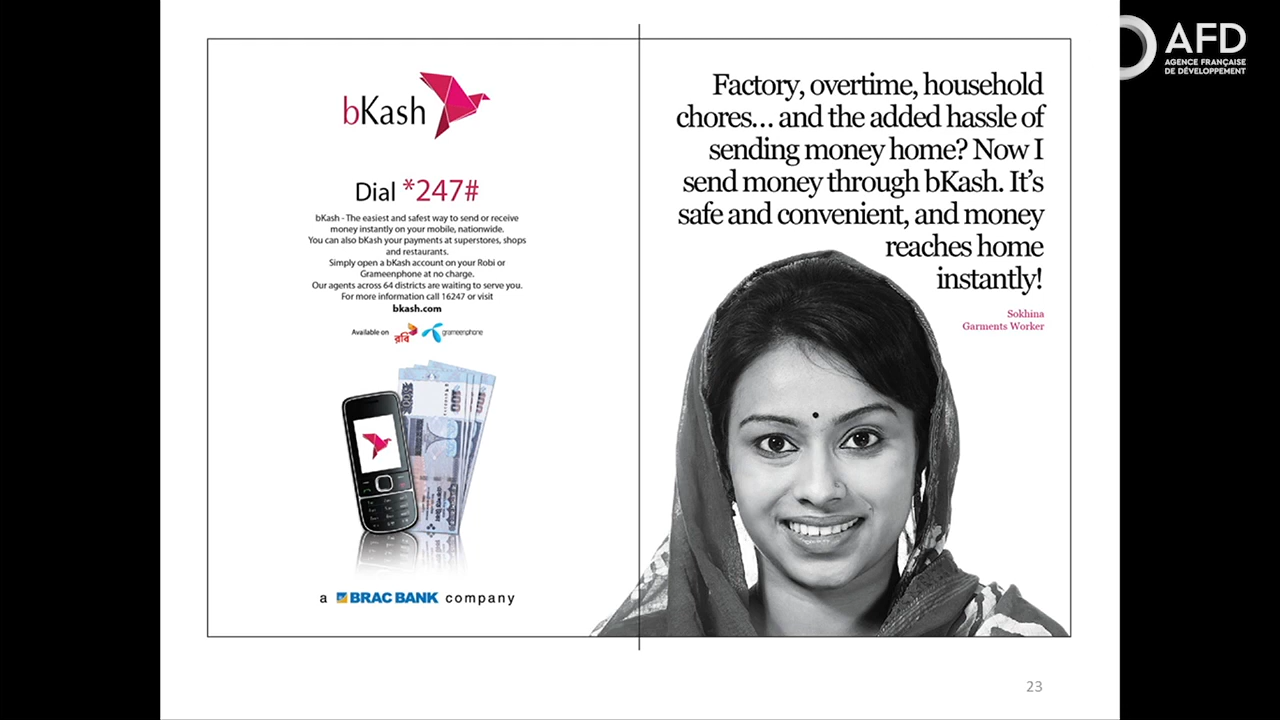 bKash
Dial *247#
bKash - The easiest and safest way to send or receive
money instantly on your mobile, nationwide.
You can also bKash your payments at superstores, shops
and restaurants.
Simply open a bKash account on your Robi or
Grameenphone at no charge.
Our agents across 64 districts are waiting to serve you.
For more information call 16247 or visit
bkash.com
Available on রবি grameenphone
100
a BRAC BANK company
Factory, overtime, household
chores... and the added hassle of
sending money home? Now I
send money through bKash. It’s
safe and convenient, and money
reaches home
instantly!
Sokhina
Garments Worker
AFD
AGENCE FRANÇAISE
DE DÉVELOPPEMENT
23